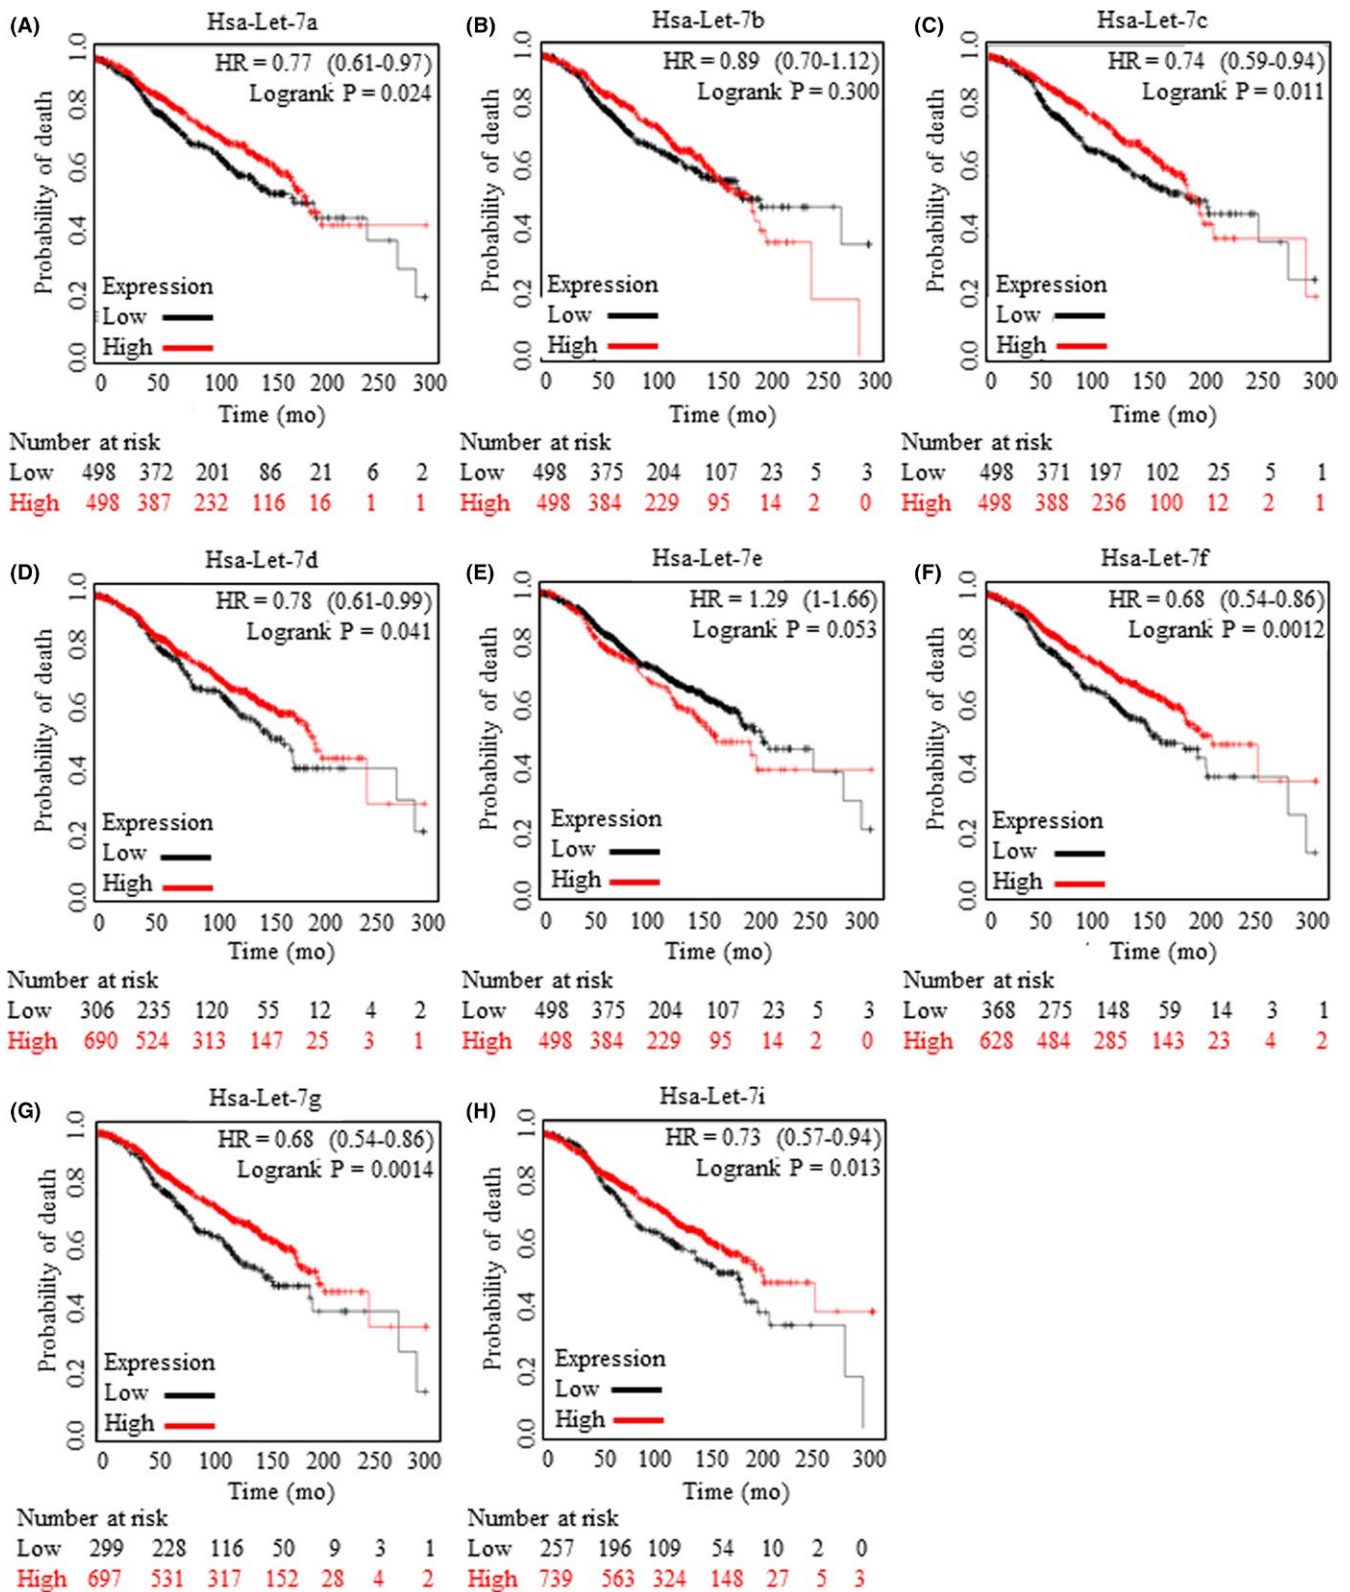 (A) Hsa-Let-7a
HR = 0.77 (0.61-0.97)
Logrank P = 0.024
Probability of death
1.0
0.8
0.6
0.4
0.2
0.0
Expression
Low
High
0 50 100 150 200 250 300
Time (mo)
Number at risk
Low 498 372 201 86 21 6 2
High 498 387 232 116 16 1 1
(B) Hsa-Let-7b
HR = 0.89 (0.70-1.12)
Logrank P = 0.300
Probability of death
1.0
0.8
0.6
0.4
0.2
0.0
Expression
Low
High
0 50 100 150 200 250 300
Time (mo)
Number at risk
Low 498 375 204 107 23 5 3
High 498 384 229 95 14 2 0
(C) Hsa-Let-7c
HR = 0.74 (0.59-0.94)
Logrank P = 0.011
Probability of death
1.0
0.8
0.6
0.4
0.2
0.0
Expression
Low
High
0 50 100 150 200 250 300
Time (mo)
Number at risk
Low 498 371 197 102 25 5 1
High 498 388 236 100 12 2 1
(D) Hsa-Let-7d
HR = 0.78 (0.61-0.99)
Logrank P = 0.041
Probability of death
1.0
0.8
0.6
0.4
0.2
0.0
Expression
Low
High
0 50 100 150 200 250 300
Time (mo)
Number at risk
Low 306 235 120 55 12 4 2
High 690 524 313 147 25 3 1
(E) Hsa-Let-7e
HR = 1.29 (1-1.66)
Logrank P = 0.053
Probability of death
1.0
0.8
0.6
0.4
0.2
0.0
Expression
Low
High
0 50 100 150 200 250 300
Time (mo)
Number at risk
Low 498 375 204 107 23 5 3
High 498 384 229 95 14 2 0
(F) Hsa-Let-7f
HR = 0.68 (0.54-0.86)
Logrank P = 0.0012
Probability of death
1.0
0.8
0.6
0.4
0.2
0.0
Expression
Low
High
0 50 100 150 200 250 300
Time (mo)
Number at risk
Low 368 275 148 59 14 3 1
High 628 484 285 143 23 4 2
(G) Hsa-Let-7g
HR = 0.68 (0.54-0.86)
Logrank P = 0.0014
Probability of death
1.0
0.8
0.6
0.4
0.2
0.0
Expression
Low
High
0 50 100 150 200 250 300
Time (mo)
Number at risk
Low 299 228 116 50 9 3 1
High 697 531 317 152 28 4 2
(H) Hsa-Let-7i
HR = 0.73 (0.57-0.94)
Logrank P = 0.013
Probability of death
1.0
0.8
0.6
0.4
0.2
0.0
Expression
Low
High
0 50 100 150 200 250 300
Time (mo)
Number at risk
Low 257 196 109 54 10 2 0
High 739 563 324 148 27 5 3